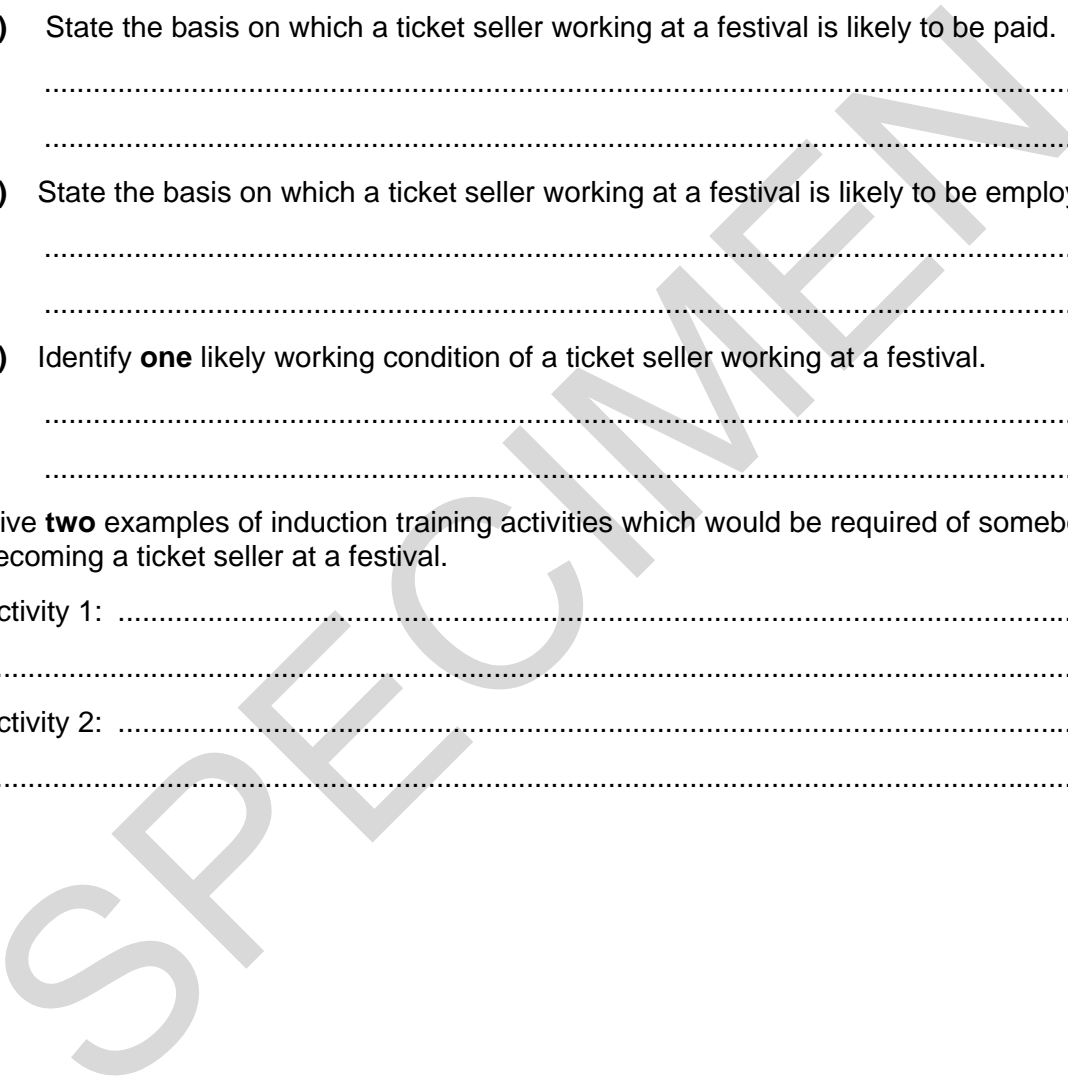 ) State the basis on which a ticket seller working at a festival is likely to be paid.
....................................................................................................................................
....................................................................................................................................
) State the basis on which a ticket seller working at a festival is likely to be employ
....................................................................................................................................
....................................................................................................................................
) Identify one likely working condition of a ticket seller working at a festival.
....................................................................................................................................
....................................................................................................................................
ive two examples of induction training activities which would be required of someb
ecoming a ticket seller at a festival.
ctivity 1: ......................................................................................................................
....................................................................................................................................
ctivity 2: ......................................................................................................................
....................................................................................................................................
SPECIMEN